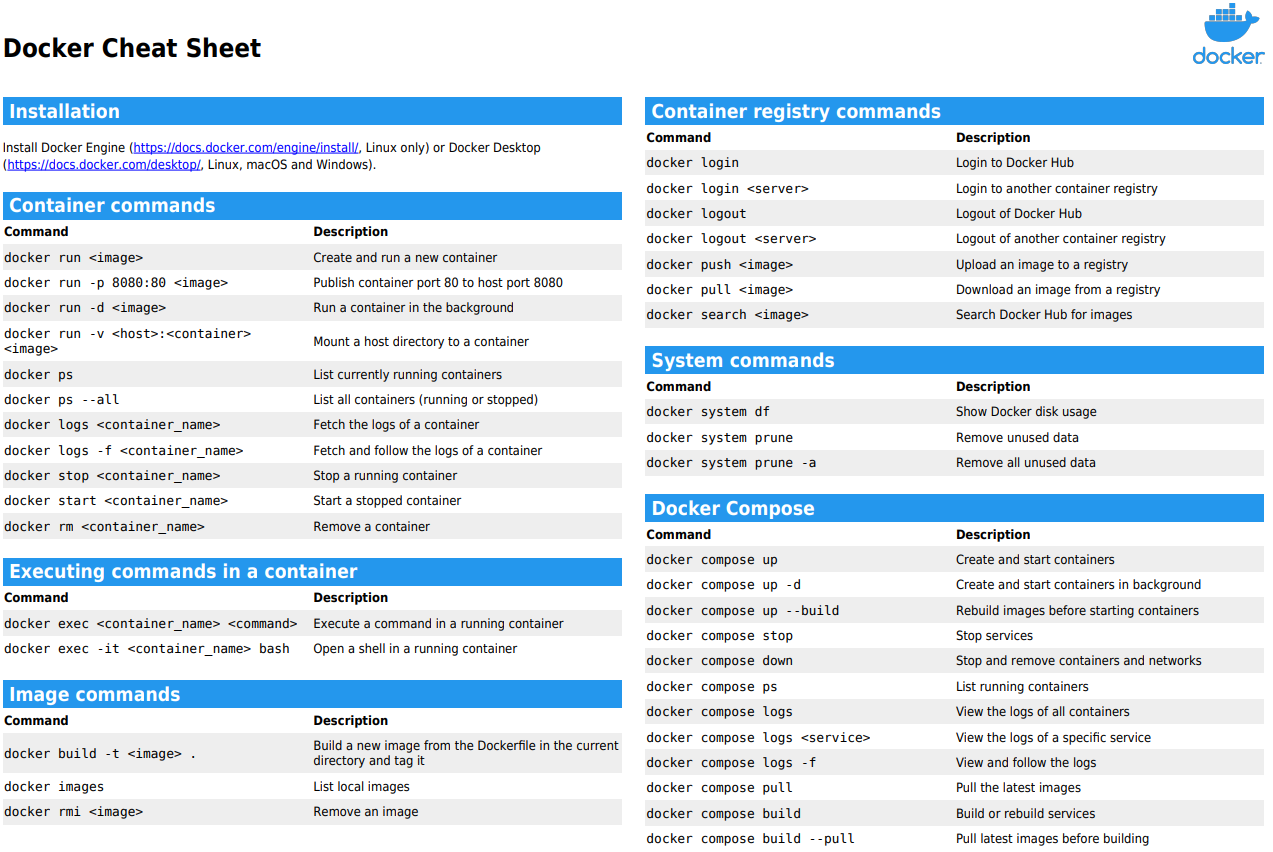 Docker Cheat Sheet
docker
Installation
Install Docker Engine (https://docs.docker.com/engine/install/, Linux only) or Docker Desktop
(https://docs.docker.com/desktop/, Linux, macOS and Windows).
Container commands
Command Description
docker run <image> Create and run a new container
docker run -p 8080:80 <image> Publish container port 80 to host port 8080
docker run -d <image> Run a container in the background
docker run -v <host>:<container>
<image> Mount a host directory to a container
docker ps List currently running containers
docker ps --all List all containers (running or stopped)
docker logs <container_name> Fetch the logs of a container
docker logs -f <container_name> Fetch and follow the logs of a container
docker stop <container_name> Stop a running container
docker start <container_name> Start a stopped container
docker rm <container_name> Remove a container
Executing commands in a container
Command Description
docker exec <container_name> <command> Execute a command in a running container
docker exec -it <container_name> bash Open a shell in a running container
Image commands
Command Description
docker build -t <image> . Build a new image from the Dockerfile in the current
directory and tag it
docker images List local images
docker rmi <image> Remove an image
Container registry commands
Command Description
docker login Login to Docker Hub
docker login <server> Login to another container registry
docker logout Logout of Docker Hub
docker logout <server> Logout of another container registry
docker push <image> Upload an image to a registry
docker pull <image> Download an image from a registry
docker search <image> Search Docker Hub for images
System commands
Command Description
docker system df Show Docker disk usage
docker system prune Remove unused data
docker system prune -a Remove all unused data
Docker Compose
Command Description
docker compose up Create and start containers
docker compose up -d Create and start containers in background
docker compose up --build Rebuild images before starting containers
docker compose stop Stop services
docker compose down Stop and remove containers and networks
docker compose ps List running containers
docker compose logs View the logs of all containers
docker compose logs <service> View the logs of a specific service
docker compose logs -f View and follow the logs
docker compose pull Pull the latest images
docker compose build Build or rebuild services
docker compose build --pull Pull latest images before building